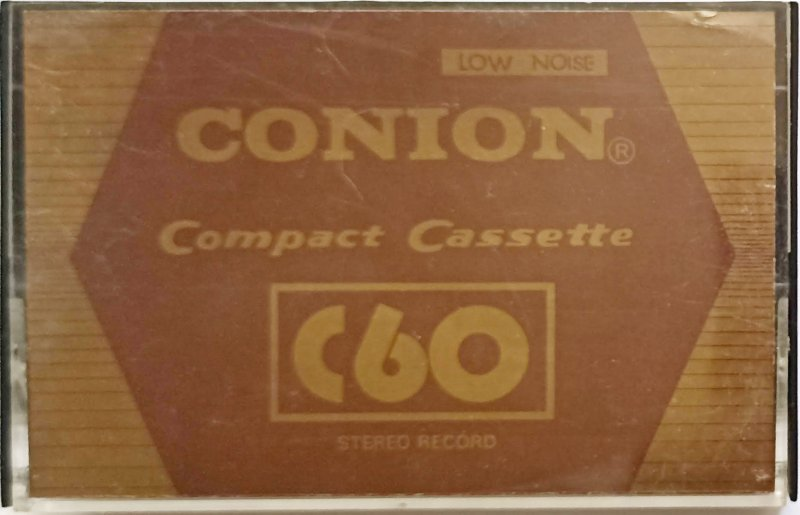 LOW NOISE
CONION®
Compact Cassette
C60
STEREO RECORD